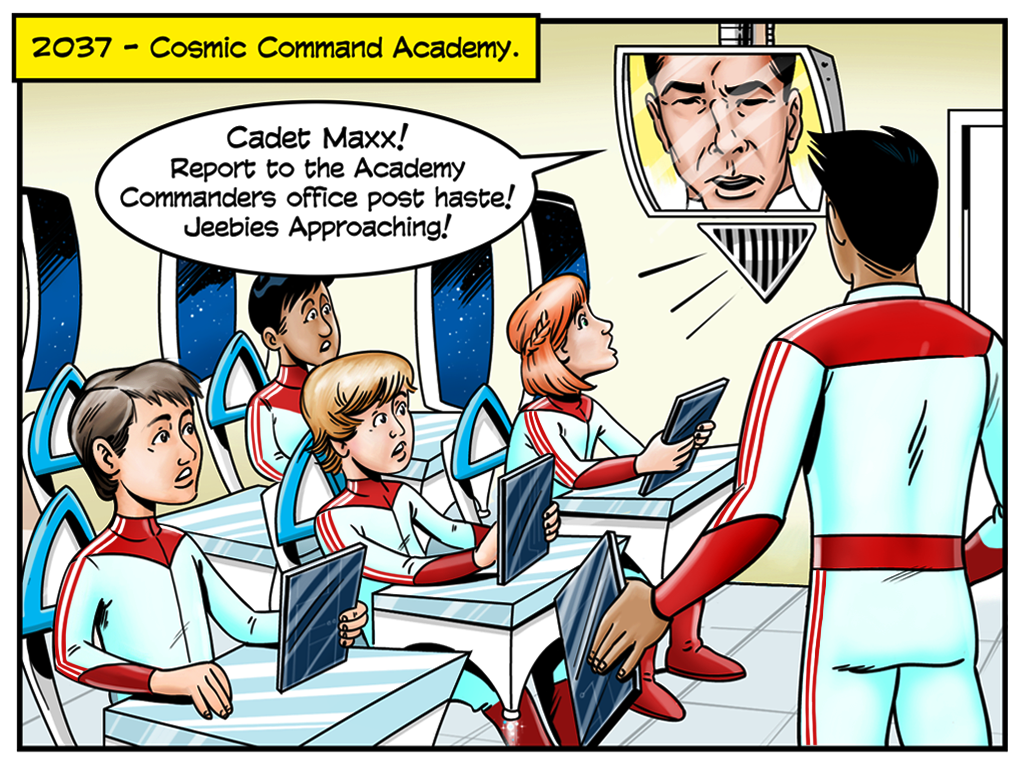 2037 - Cosmic Command Academy.
Cadet Maxx!
Report to the Academy
Commanders office post haste!
Jeebies Approaching!